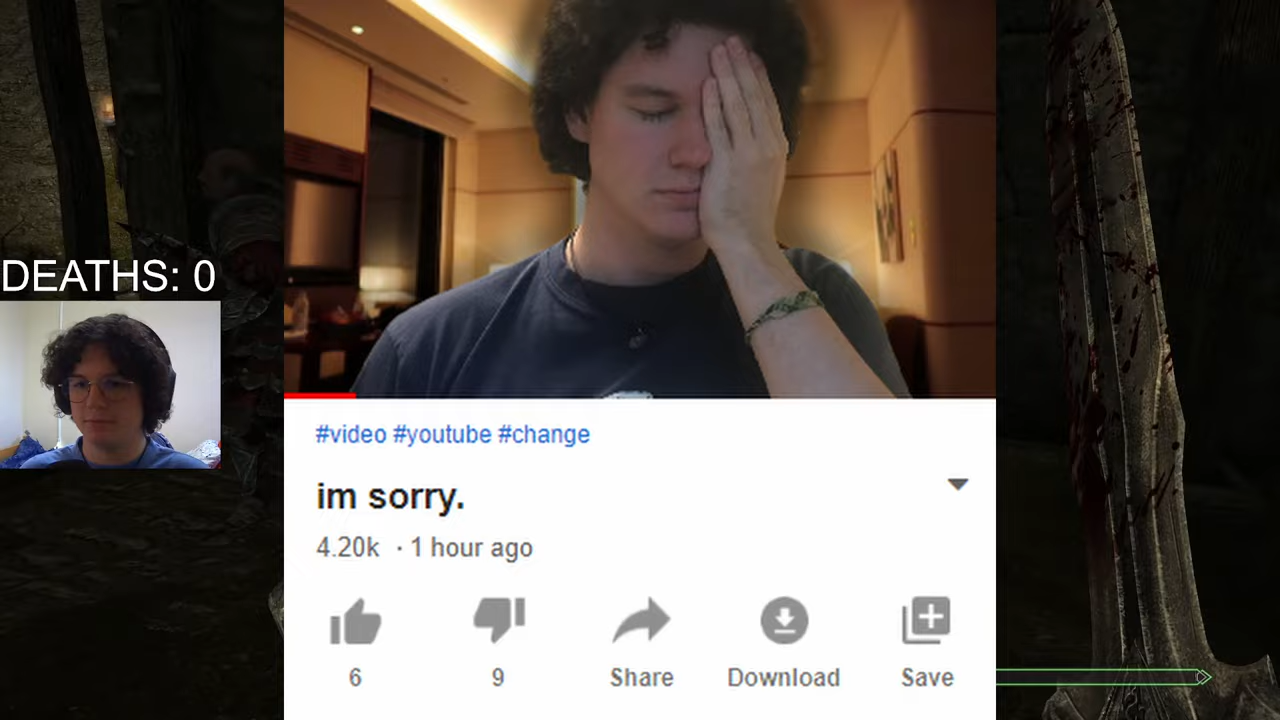 DEATHS: 0
#video #youtube #change
im sorry.
4.20k · 1 hour ago
6
9
Share
Download
Save